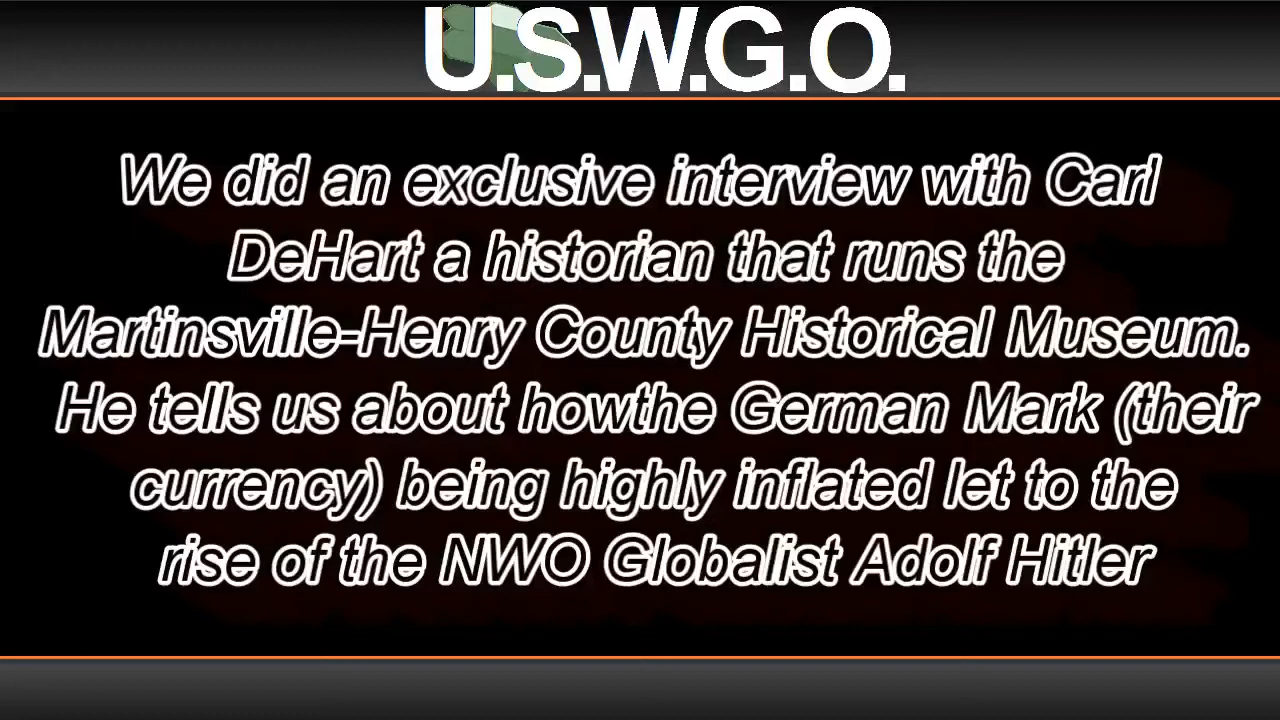 U.S.W.G.O.
We did an exclusive interview with Carl
DeHart a historian that runs the
Martinsville-Henry County Historical Museum.
He tells us about howthe German Mark (their
currency) being highly inflated let to the
rise of the NWO Globalist Adolf Hitler